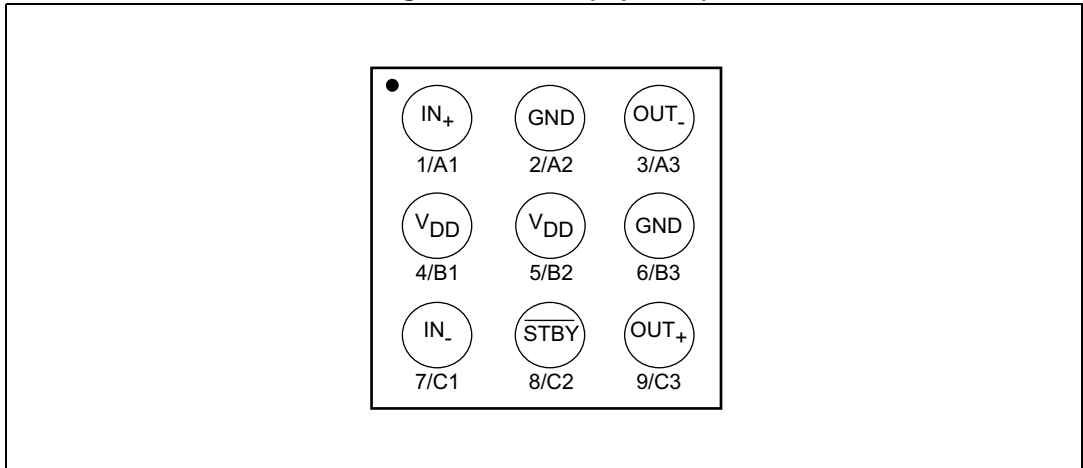 IN+ GND OUT-
1/A1 2/A2 3/A3
VDD VDD GND
4/B1 5/B2 6/B3
IN- STBY OUT+
7/C1 8/C2 9/C3